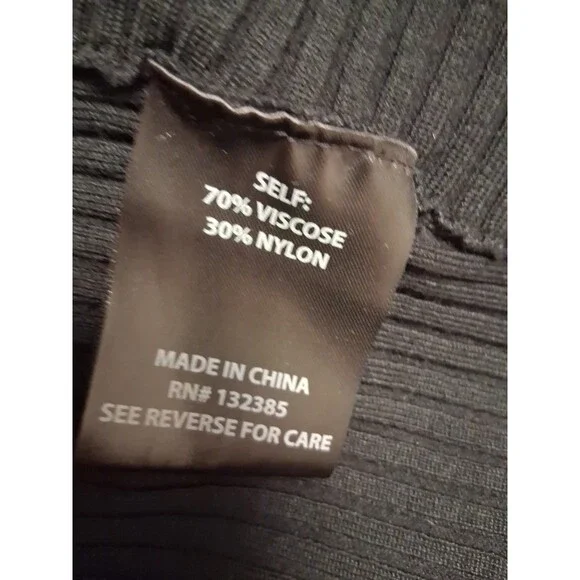 SELF:
70% VISCOSE
30% NYLON
MADE IN CHINA
RN# 132385
SEE REVERSE FOR CARE